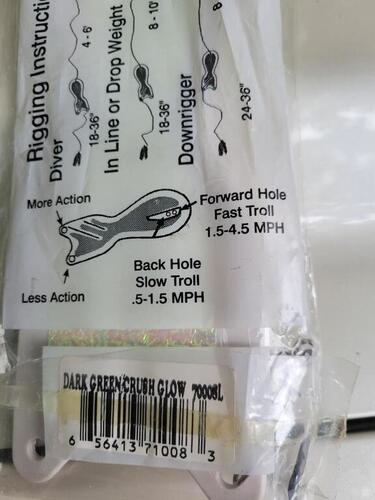 Rigging Instructi
Diver
4 - 6'
18-36"
In Line or Drop Weight
8 - 10'
18-36"
Downrigger
8
24-36"
More Action
Less Action
Forward Hole
Fast Troll
1.5-4.5 MPH
Back Hole
Slow Troll
.5-1.5 MPH
DARK GREEN/CRUSH GLOW 70008L
6 56413 71008 3